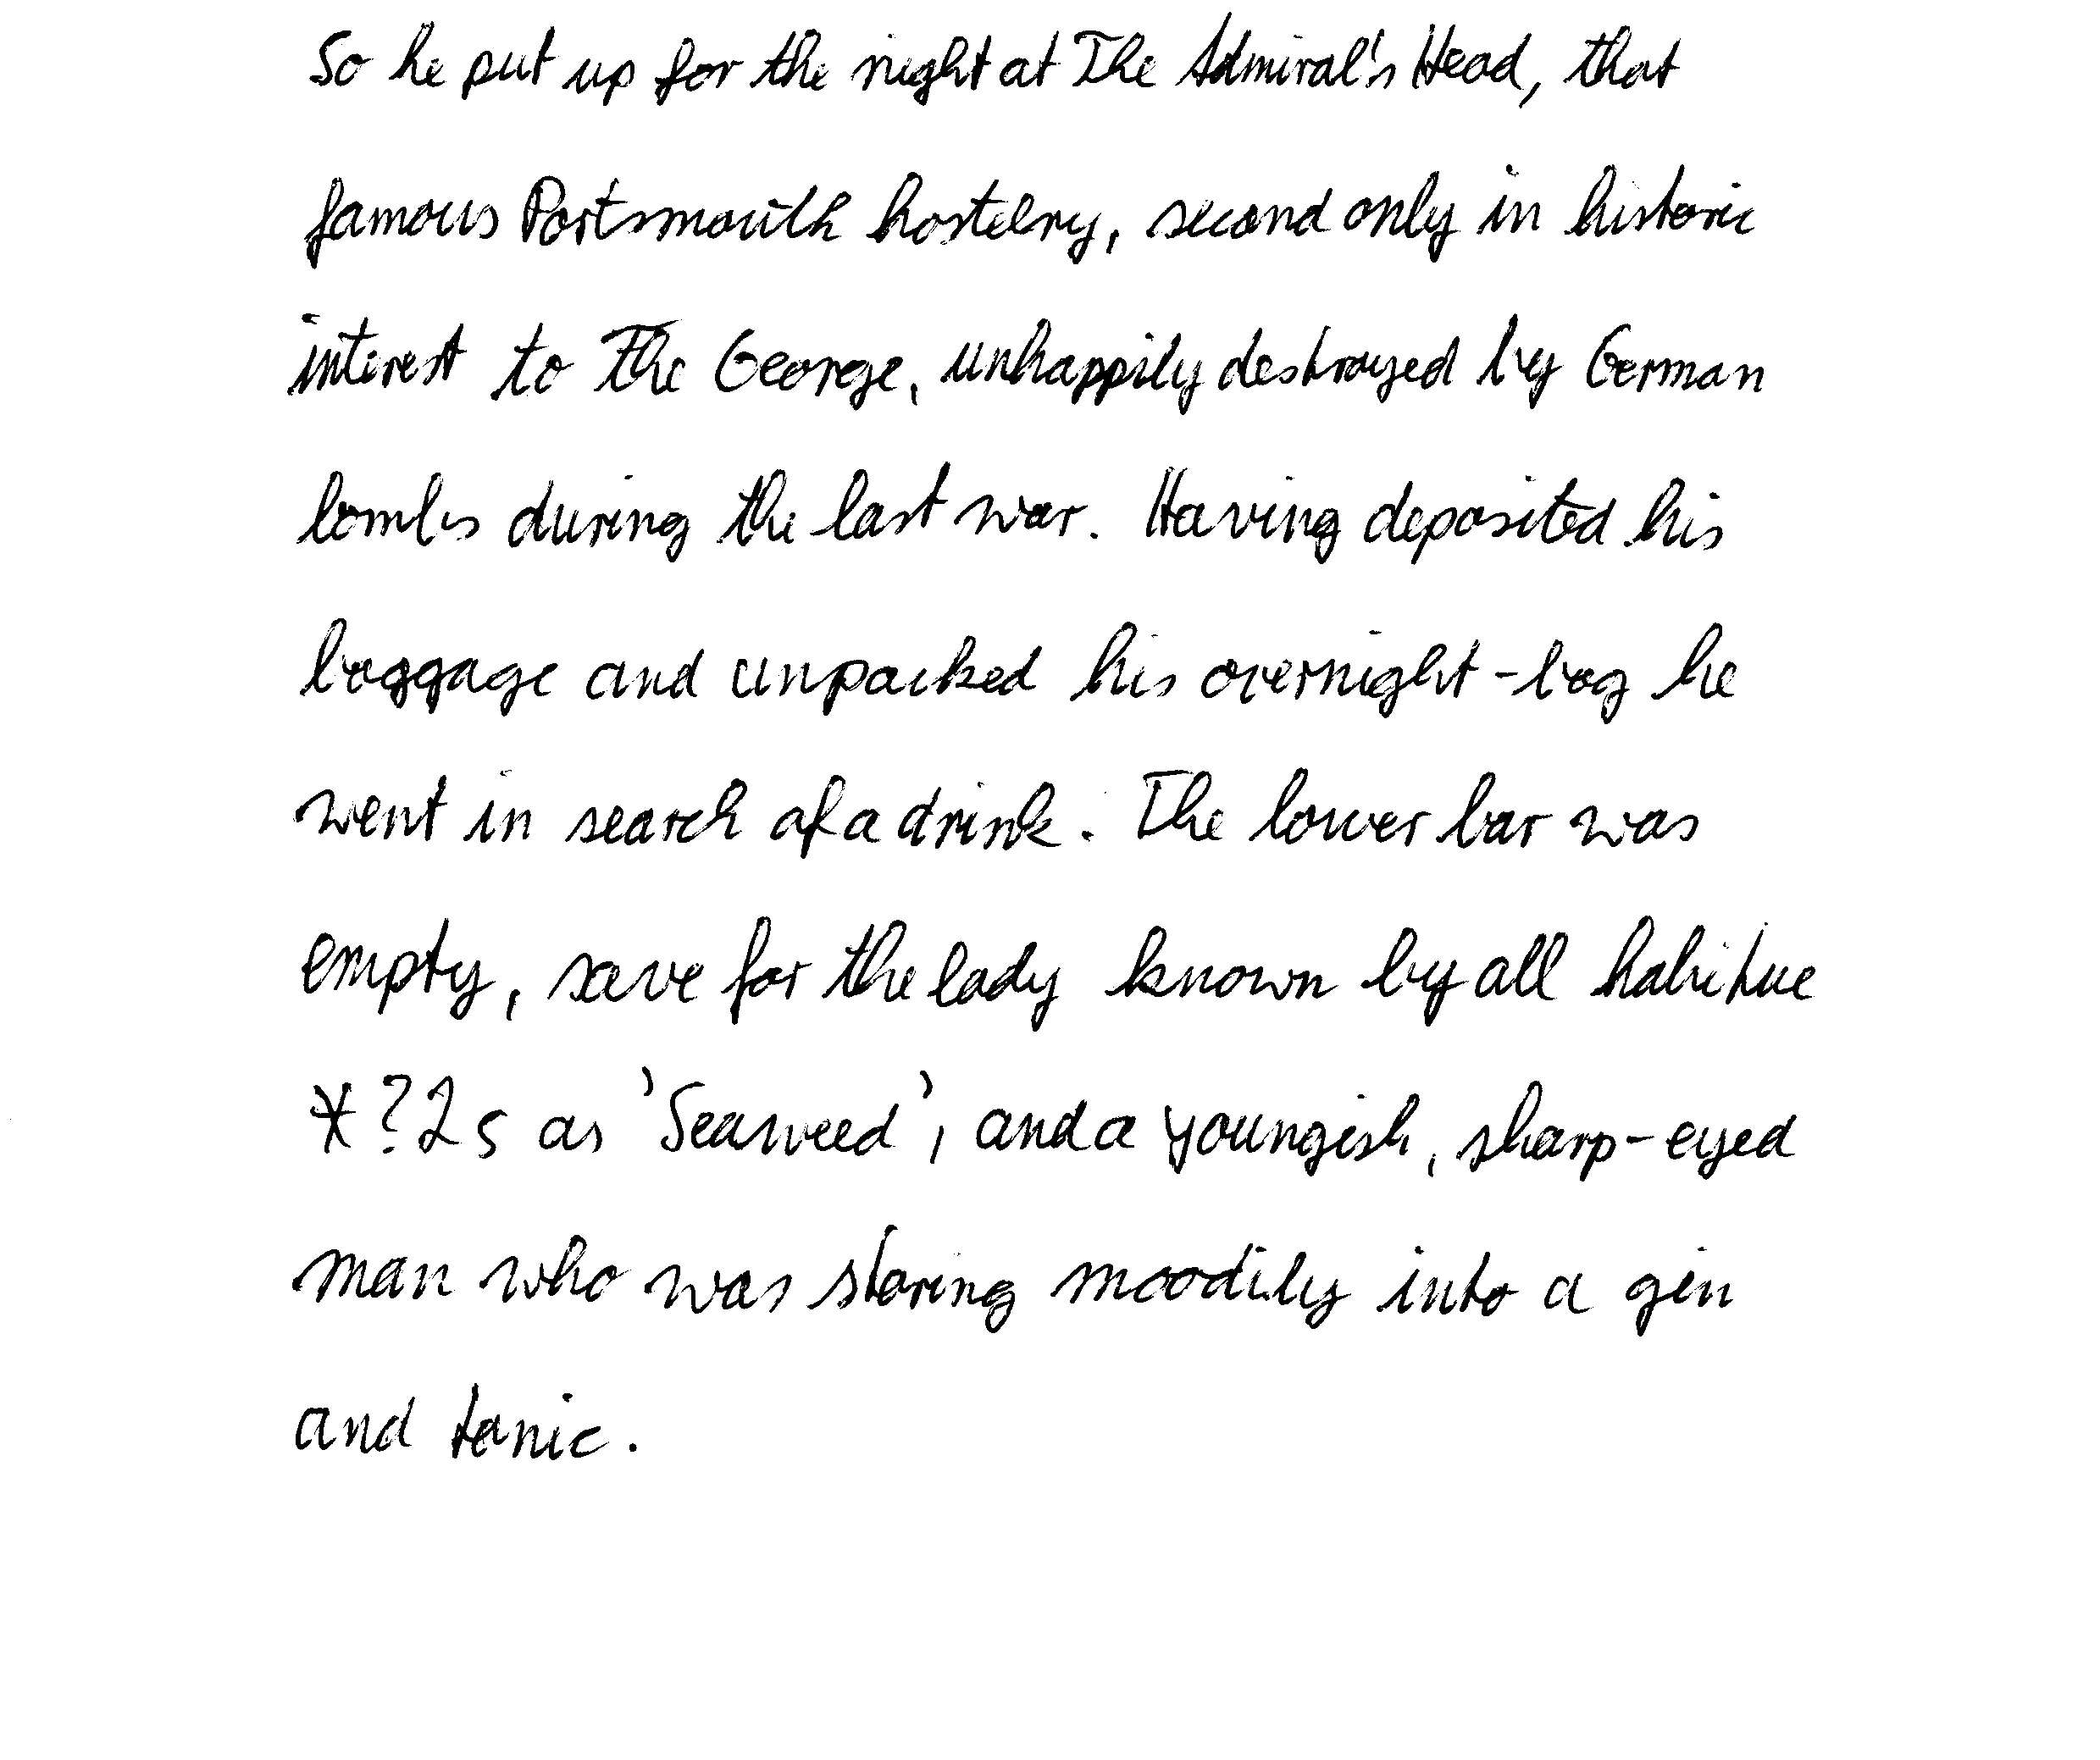 So he put up for the night at The Admiral's Head, that
famous Portsmouth hostelry, second only in historic
interest to The George, unhappily destroyed by German
bombs during the last war. Having deposited his
luggage and unpacked his overnight-bag he
went in search of a drink. The lower bar was
empty, save for the lady known by all habitue
*?2s as 'Seaweed', and a youngish, sharp-eyed
man who was staring moodily into a gin
and tonic.